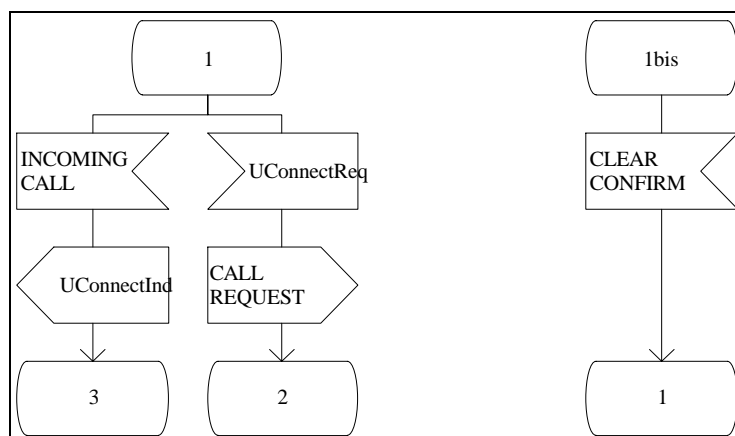 1
1bis
INCOMING
CALL
UConnectReq
CLEAR
CONFIRM
UConnectInd
CALL
REQUEST
3
2
1